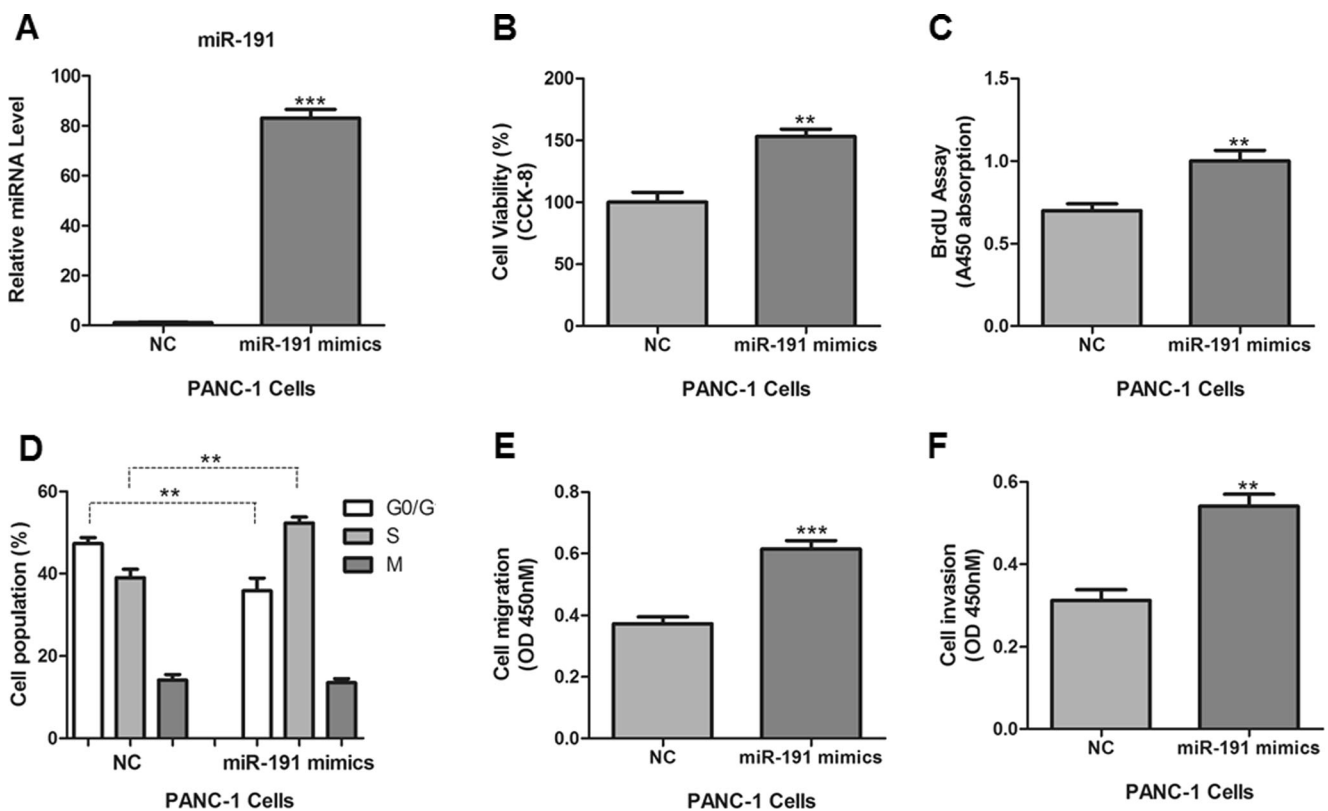 A
miR-191
Relative miRNA Level
100
80
60
40
20
0
***
NC
miR-191 mimics
PANC-1 Cells
B
Cell Viability (%)
(CCK-8)
200
150
100
50
0
**
NC
miR-191 mimics
PANC-1 Cells
C
BrdU Assay
(A450 absorption)
1.5
1.0
0.5
0.0
**
NC
miR-191 mimics
PANC-1 Cells
D
Cell population (%)
60
40
20
0
**
**
G0/G
S
M
NC
miR-191 mimics
PANC-1 Cells
E
Cell migration
(OD 450nM)
0.8
0.6
0.4
0.2
0.0
***
NC
miR-191 mimics
PANC-1 Cells
F
Cell invasion
(OD 450nM)
0.6
0.4
0.2
0.0
**
NC
miR-191 mimics
PANC-1 Cells